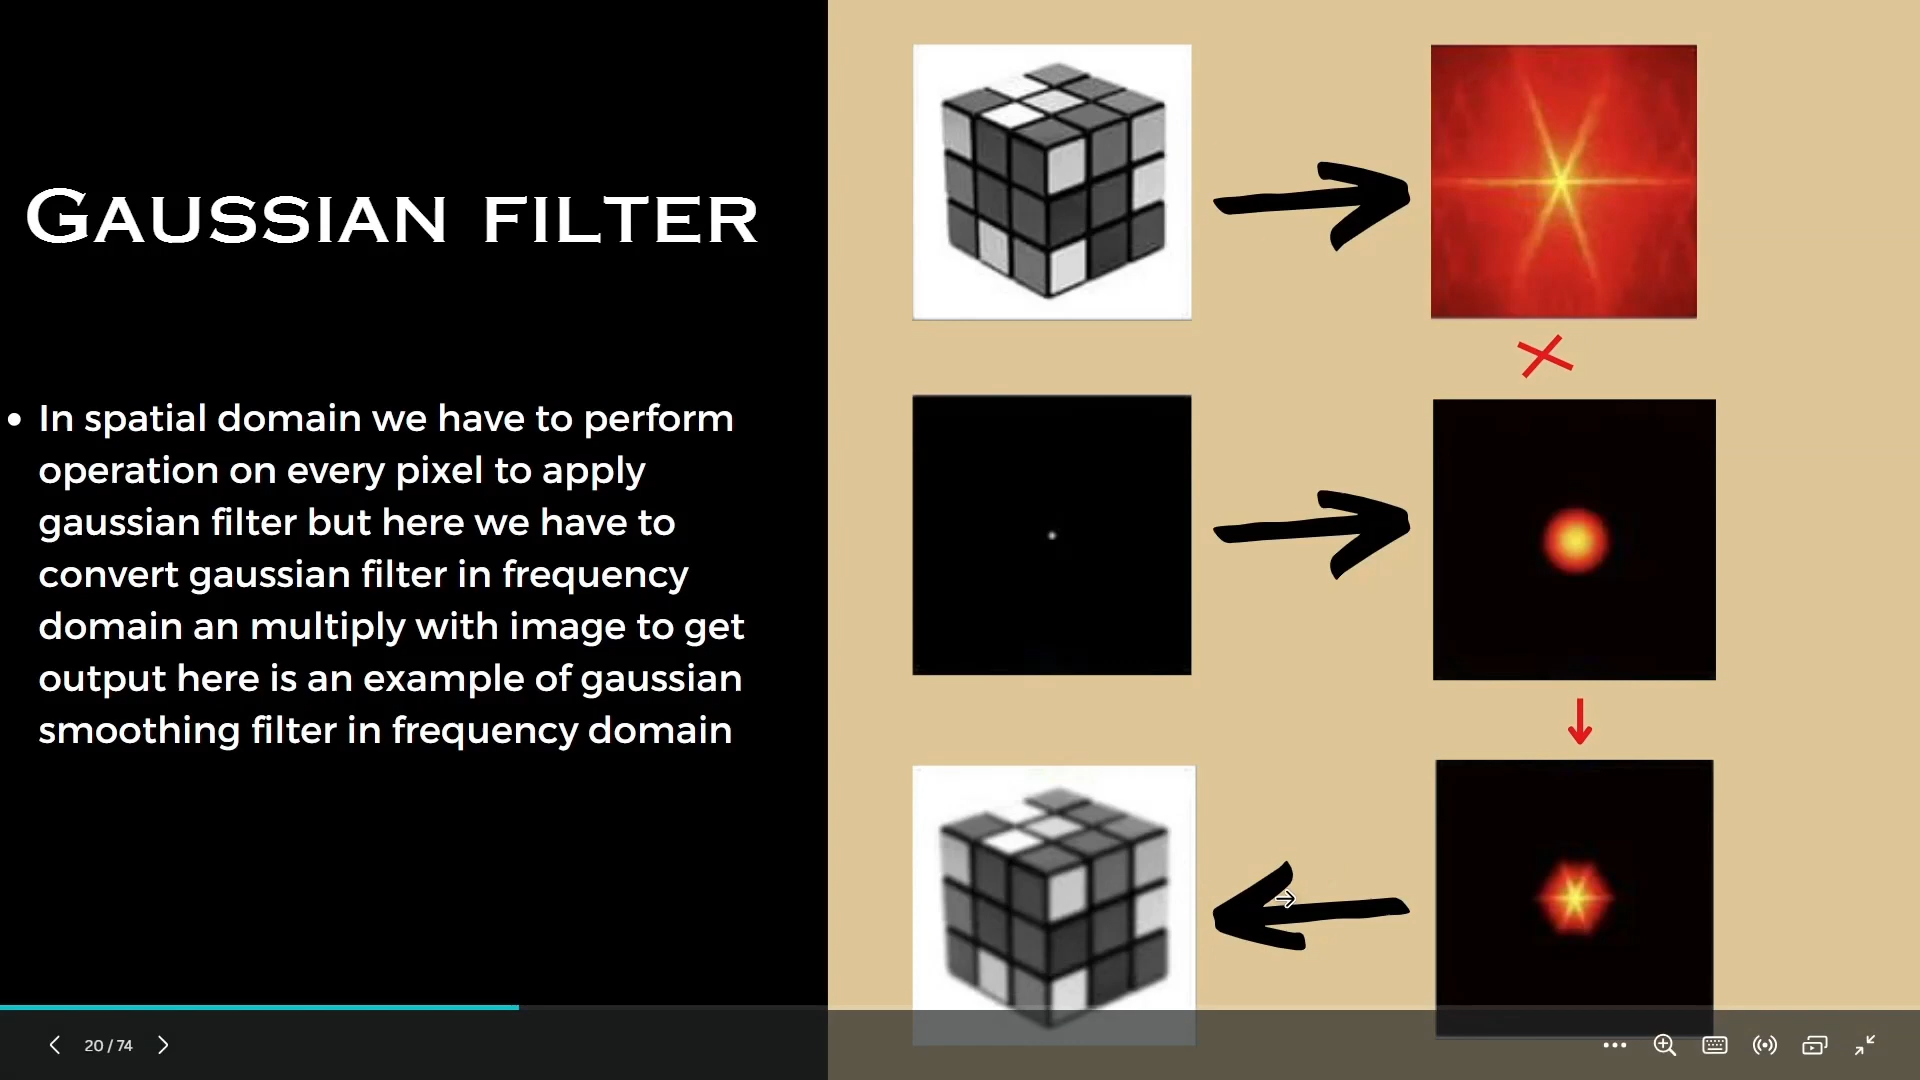 GAUSSIAN FILTER
• In spatial domain we have to perform
operation on every pixel to apply
gaussian filter but here we have to
convert gaussian filter in frequency
domain an multiply with image to get
output here is an example of gaussian
smoothing filter in frequency domain
20 / 74